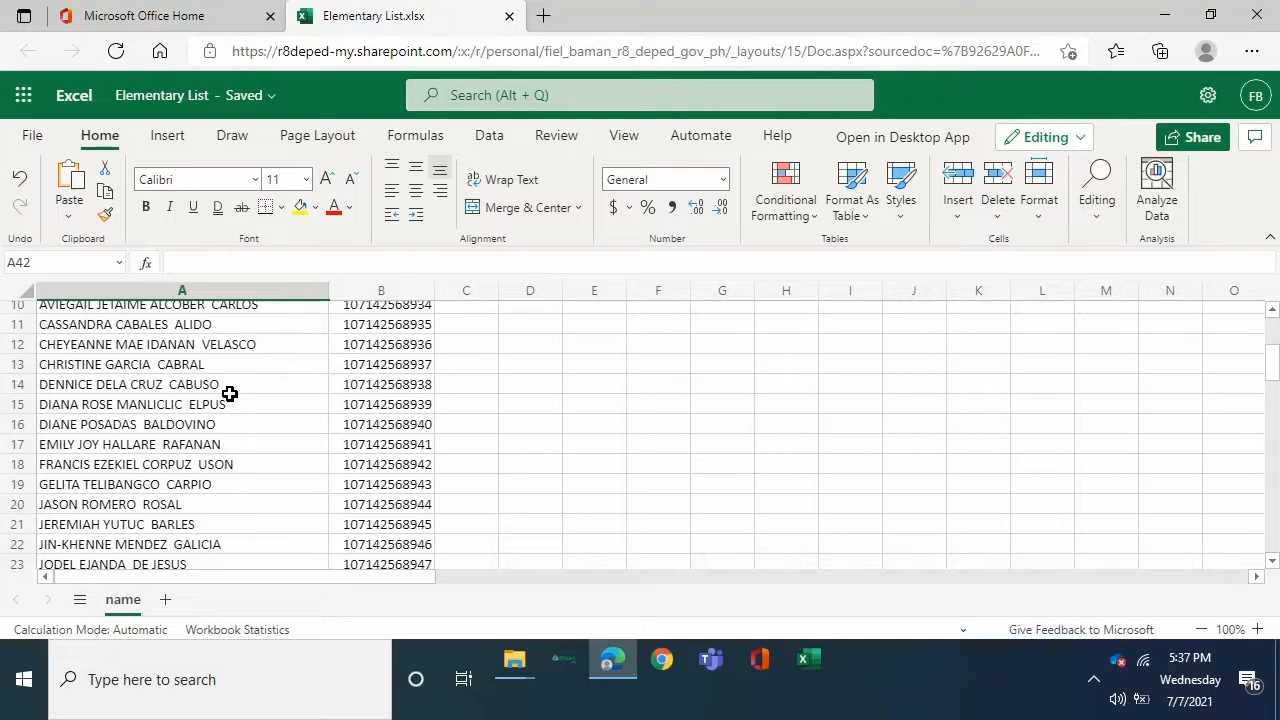 Microsoft Office Home
Elementary List.xlsx
https://r8deped-my.sharepoint.com/:x:/r/personal/fiel_baman_r8_deped_gov_ph/_layouts/15/Doc.aspx?sourcedoc=%7B92629A0F...
Excel Elementary List - Saved Search (Alt + Q) FB
File Home Insert Draw Page Layout Formulas Data Review View Automate Help Open in Desktop App Editing Share
Calibri 11 Wrap Text General
Paste B I U D ab A Merge & Center $ % 9 Conditional Formatting Format As Table Styles Insert Delete Format Editing Analyze Data
Undo Clipboard Font Alignment Number Tables Cells Analysis
A42 fx
A B C D E F G H I J K L M N O
10 AVIEGAIL JETAIME ALCOBER CARLOS 107142568934
11 CASSANDRA CABALES ALIDO 107142568935
12 CHEYEANNE MAE IDANAN VELASCO 107142568936
13 CHRISTINE GARCIA CABRAL 107142568937
14 DENNICE DELA CRUZ CABUSO 107142568938
15 DIANA ROSE MANLICLIC ELPUS 107142568939
16 DIANE POSADAS BALDOVINO 107142568940
17 EMILY JOY HALLARE RAFANAN 107142568941
18 FRANCIS EZEKIEL CORPUZ USON 107142568942
19 GELITA TELIBANGCO CARPIO 107142568943
20 JASON ROMERO ROSAL 107142568944
21 JEREMIAH YUTUC BARLES 107142568945
22 JIN-KHENNE MENDEZ GALICIA 107142568946
23 JODEL EJANDA DE JESUS 107142568947
name
Calculation Mode: Automatic Workbook Statistics Give Feedback to Microsoft 100%
Type here to search
5:37 PM
Wednesday
7/7/2021
16